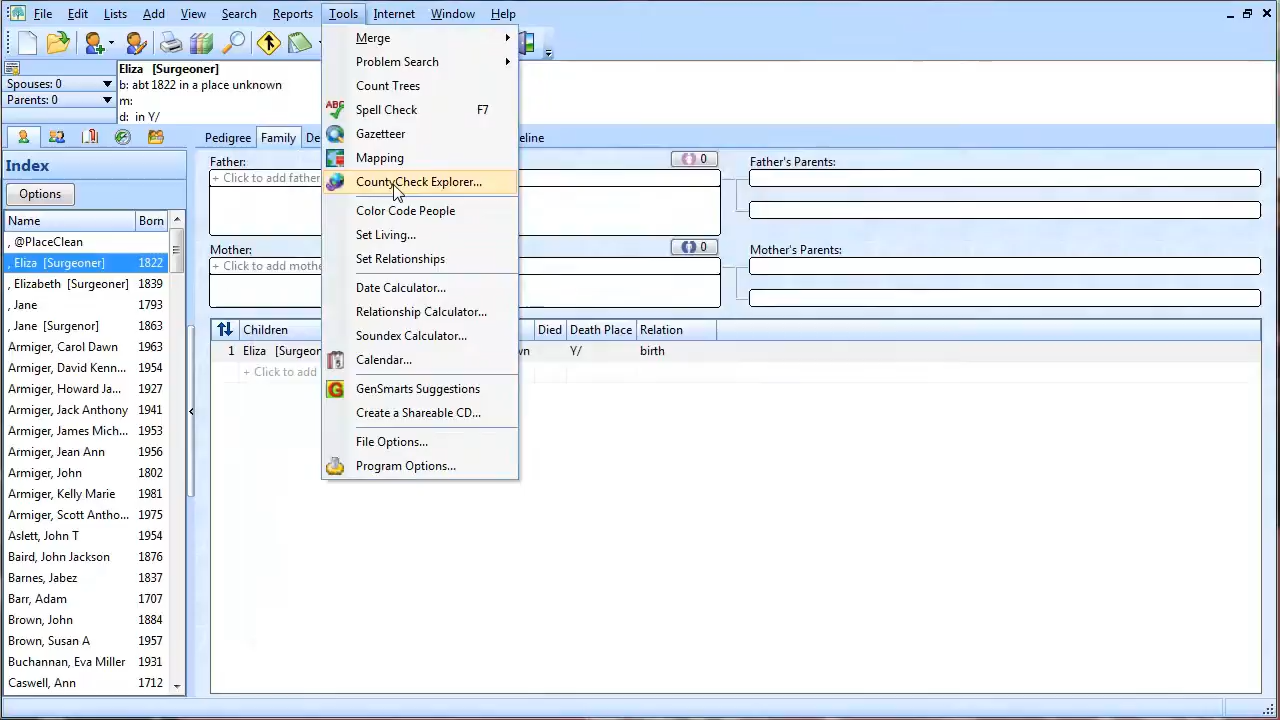 File Edit Lists Add View Search Reports Tools Internet Window Help
Eliza [Surgeoner]
b: abt 1822 in a place unknown
m:
d: in Y/
Spouses: 0
Parents: 0
Pedigree Family De
eline
Index
Options
Name Born
, @PlaceClean
, Eliza [Surgeoner] 1822
, Elizabeth [Surgeoner] 1839
, Jane 1793
, Jane [Surgenor] 1863
Armiger, Carol Dawn 1963
Armiger, David Kenn... 1954
Armiger, Howard Ja... 1927
Armiger, Jack Anthony 1941
Armiger, James Mich... 1953
Armiger, Jean Ann 1956
Armiger, John 1802
Armiger, Kelly Marie 1981
Armiger, Scott Antho... 1975
Aslett, John T 1954
Baird, John Jackson 1876
Barnes, Jabez 1837
Barr, Adam 1707
Brown, John 1884
Brown, Susan A 1957
Buchannan, Eva Miller 1931
Caswell, Ann 1712
Merge
Problem Search
Count Trees
ABC Spell Check F7
Gazetteer
Mapping
CountyCheck Explorer...
Color Code People
Set Living...
Set Relationships
Date Calculator...
Relationship Calculator...
Soundex Calculator...
Calendar...
G GenSmarts Suggestions
Create a Shareable CD...
File Options...
Program Options...
Father:
+ Click to add father
0
Mother:
+ Click to add mothe
0
Father's Parents:
Mother's Parents:
Children Died Death Place Relation
1 Eliza [Surgeon wn Y/ birth
+ Click to add